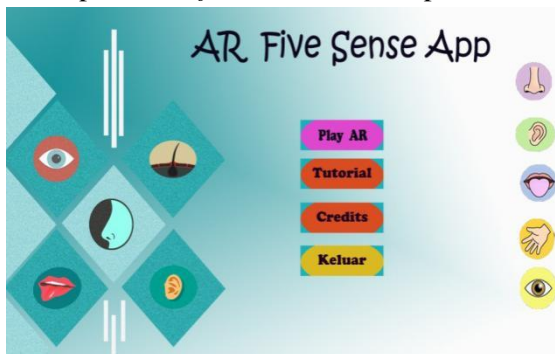 AR Five Sense App
Play AR
Tutorial
Credits
Keluar